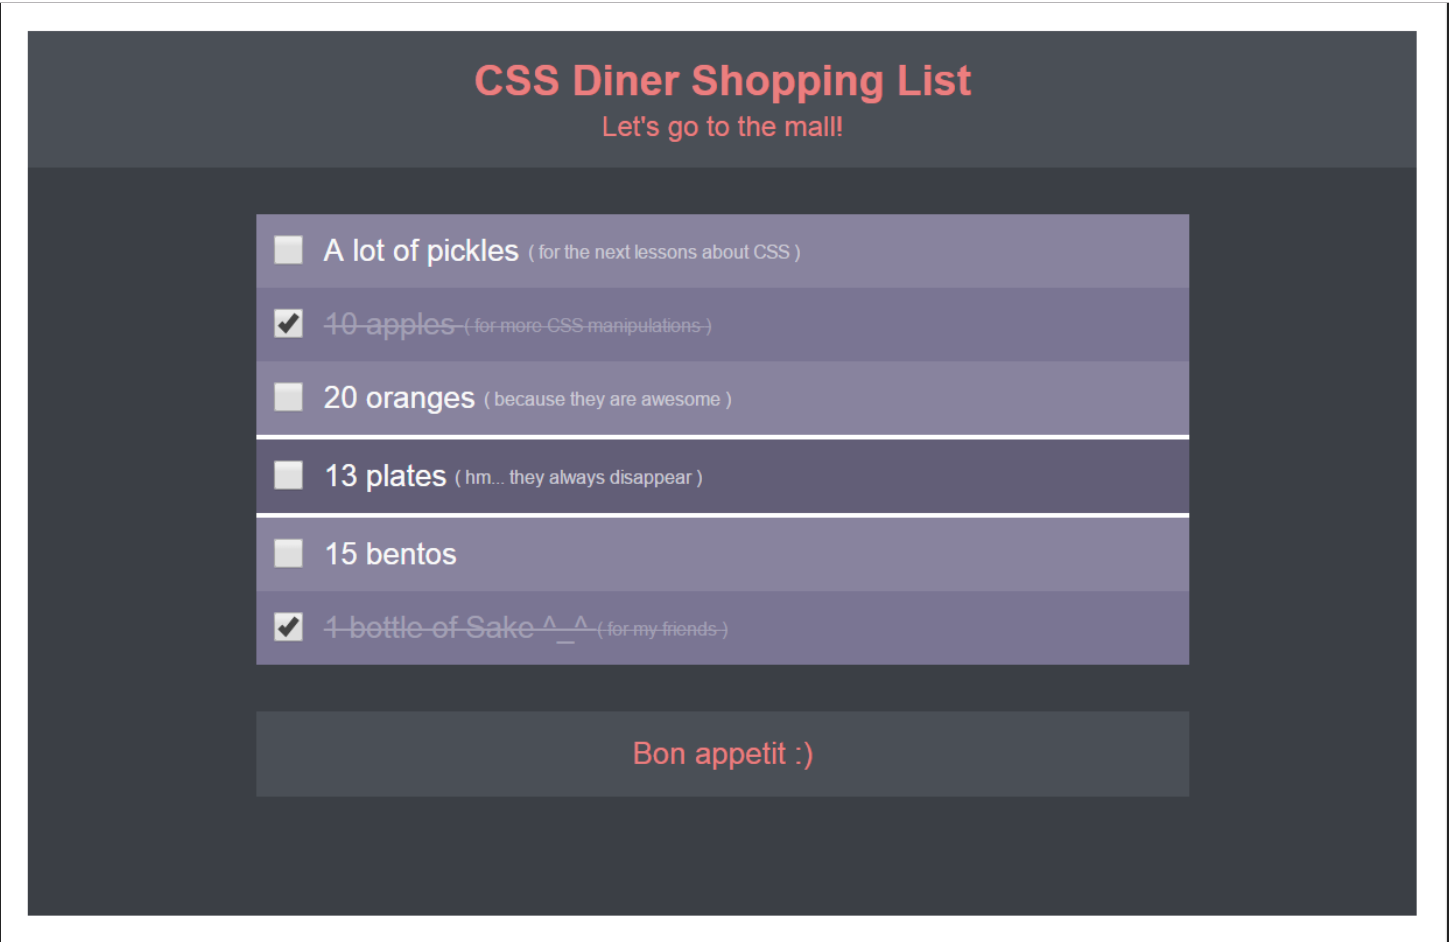 CSS Diner Shopping List
Let's go to the mall!
A lot of pickles ( for the next lessons about CSS )
10 apples ( for more CSS manipulations )
20 oranges ( because they are awesome )
13 plates ( hm... they always disappear )
15 bentos
1 bottle of Sake ^_^ ( for my friends )
Bon appetit :)